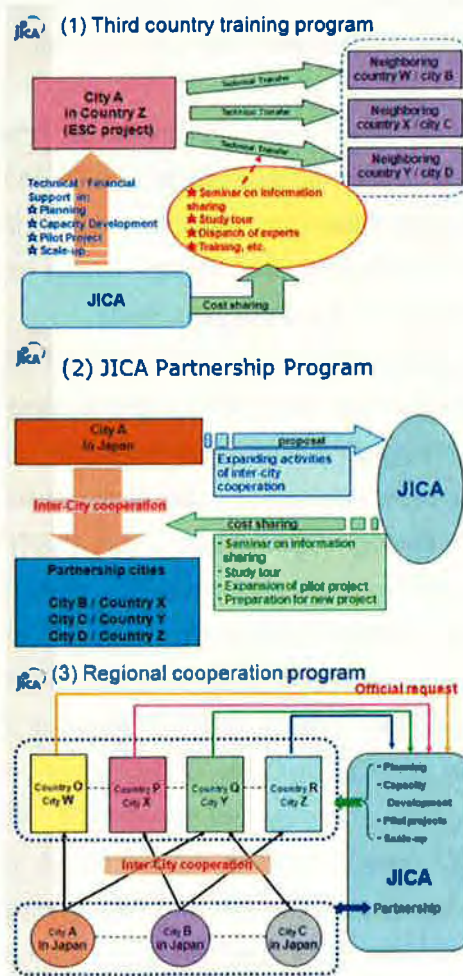 JICA
(1) Third country training program
City A
in Country Z
(ESC project)
Technical Transfer
Technical Transfer
Technical Transfer
Neighboring
country W / city B
Neighboring
country X / city C
Neighboring
country Y / city D
Technical / Financial
Support in:
☆ Planning
☆ Capacity Development
☆ Pilot Project
☆ Scale-up
★ Seminar on information
sharing
★ Study tour
★ Dispatch of experts
★ Training, etc.
JICA
Cost sharing
JICA
(2) JICA Partnership Program
City A
in Japan
proposal
Expanding activities
of inter-city
cooperation
JICA
Inter-City cooperation
cost sharing
• Seminar on information
sharing
• Study tour
• Expansion of pilot project
• Preparation for new project
Partnership cities
City B / Country X
City C / Country Y
City D / Country Z
JICA
(3) Regional cooperation program
Official request
Country O
City W
Country P
City X
Country Q
City Y
Country R
City Z
• Planning
• Capacity
Development
• Pilot projects
• Scale-up
Inter-City cooperation
JICA
Partnership
City A
in Japan
City B
in Japan
City C
in Japan